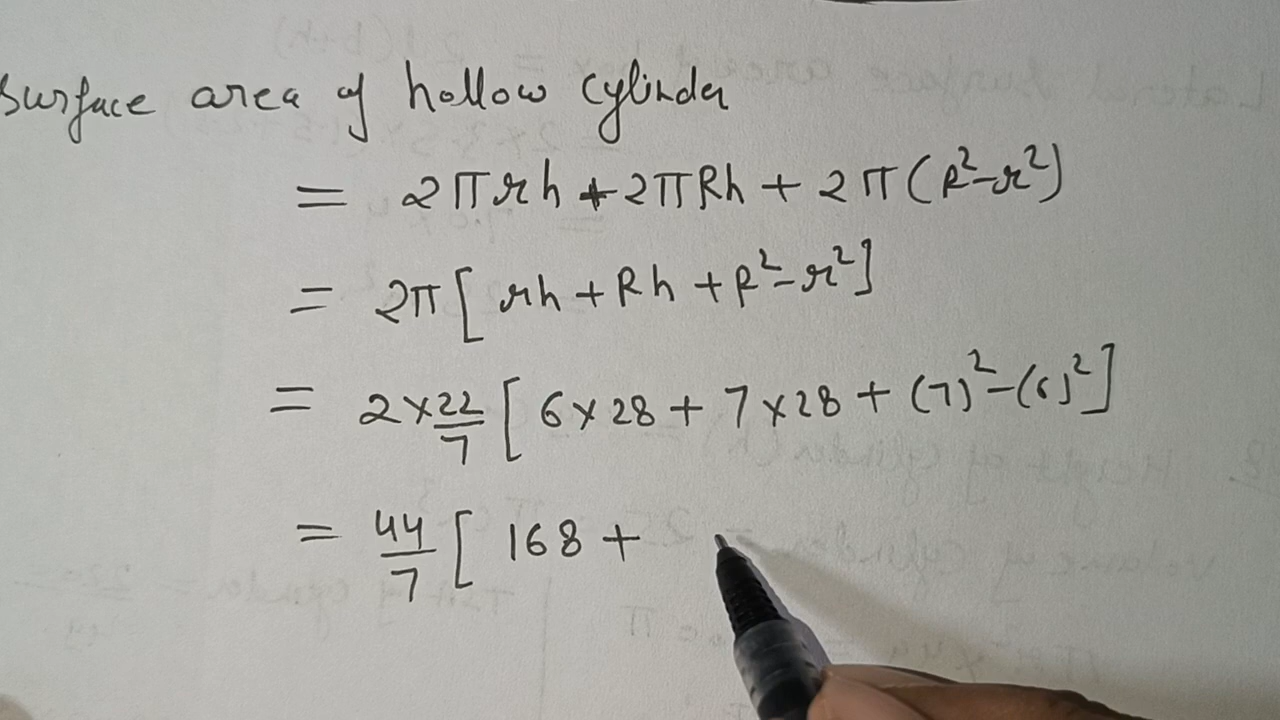 surface area of hollow cylinder
= 2πrh + 2πRh + 2π(R²-r²)
= 2π[rh + Rh + R²-r²]
= 2×22/7 [6×28 + 7×28 + (7)²-(6)²]
= 44/7 [168 +